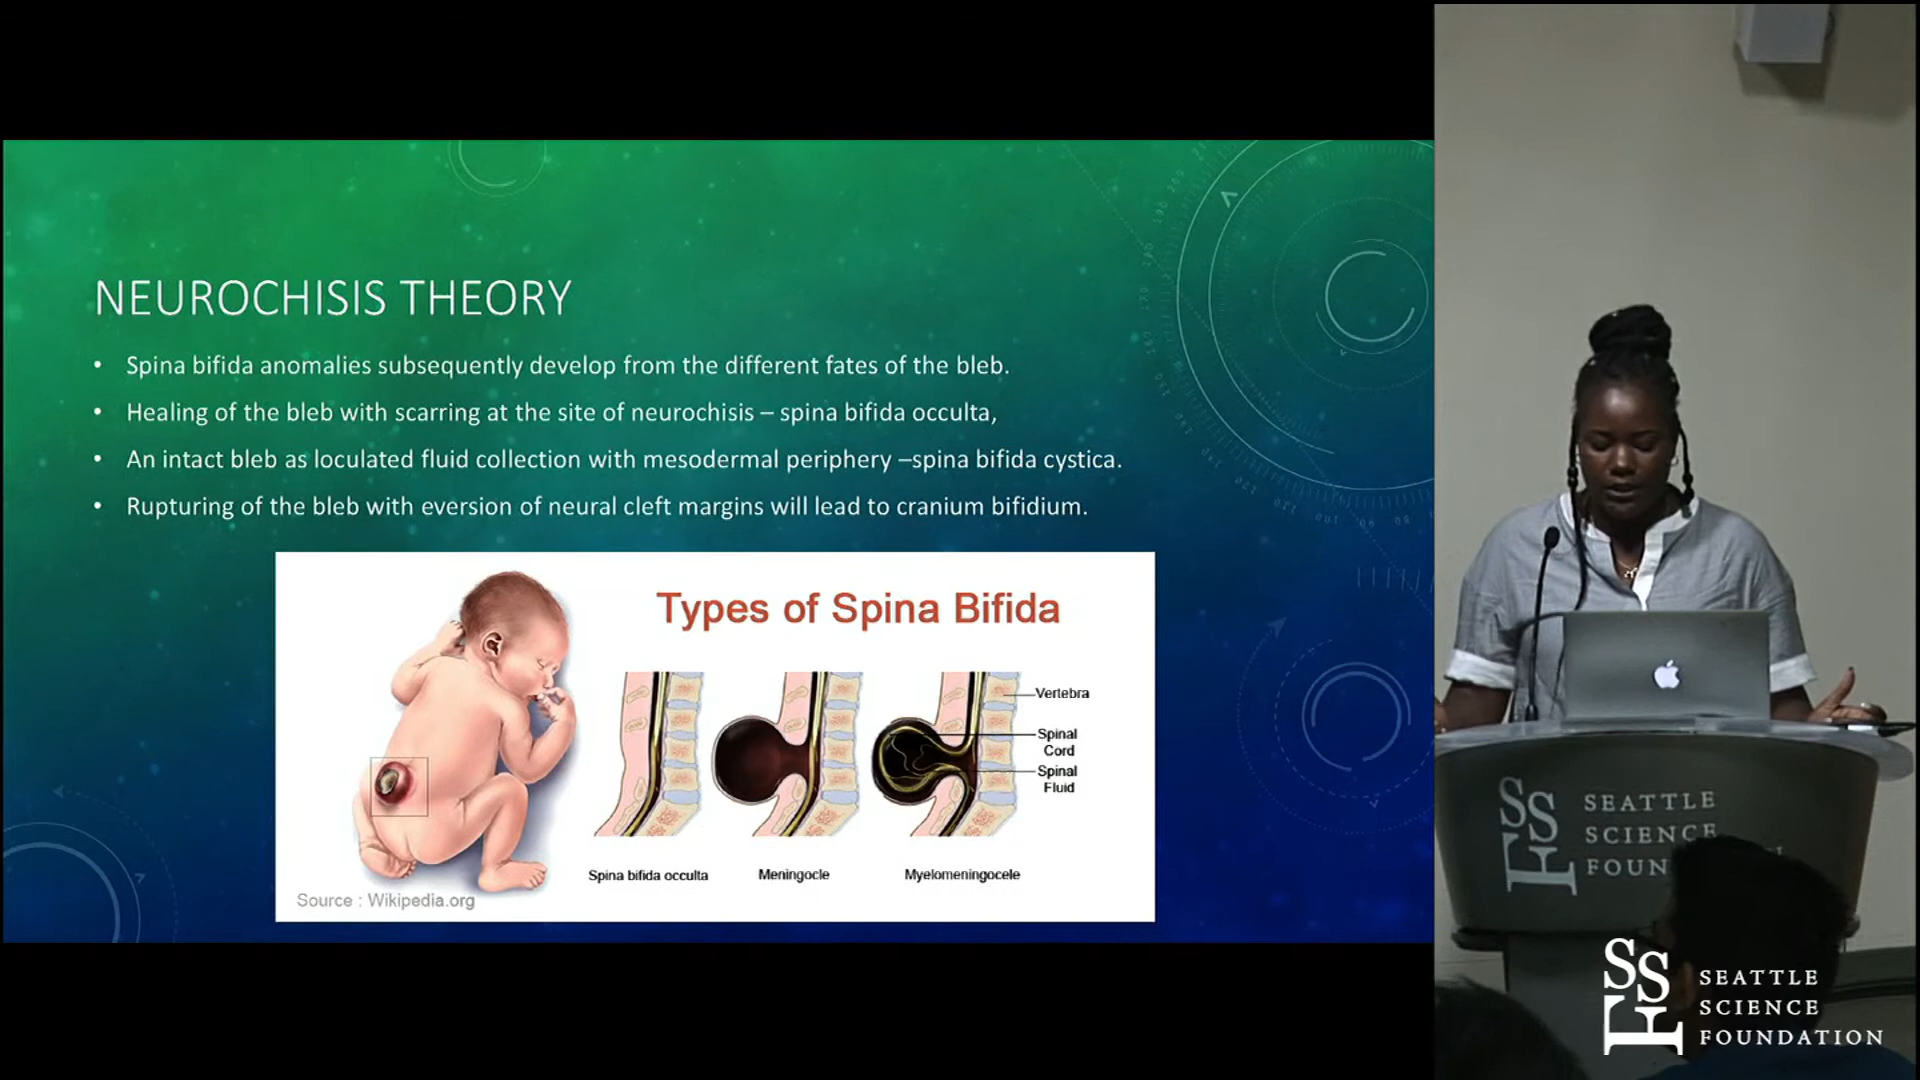 NEUROCHISIS THEORY
• Spina bifida anomalies subsequently develop from the different fates of the bleb.
• Healing of the bleb with scarring at the site of neurochisis – spina bifida occulta,
• An intact bleb as loculated fluid collection with mesodermal periphery –spina bifida cystica.
• Rupturing of the bleb with eversion of neural cleft margins will lead to cranium bifidium.
Types of Spina Bifida
Vertebra
Spinal
Cord
Spinal
Fluid
Spina bifida occulta
Meningocle
Myelomeningocele
Source : Wikipedia.org
SEATTLE
SCIENCE
FOUN
SSF
SEATTLE
SCIENCE
FOUNDATION